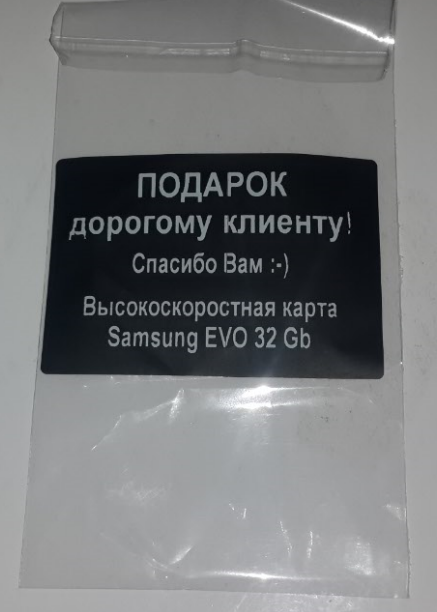 ПОДАРОК
дорогому клиенту!
Спасибо Вам :-)
Высокоскоростная карта
Samsung EVO 32 Gb